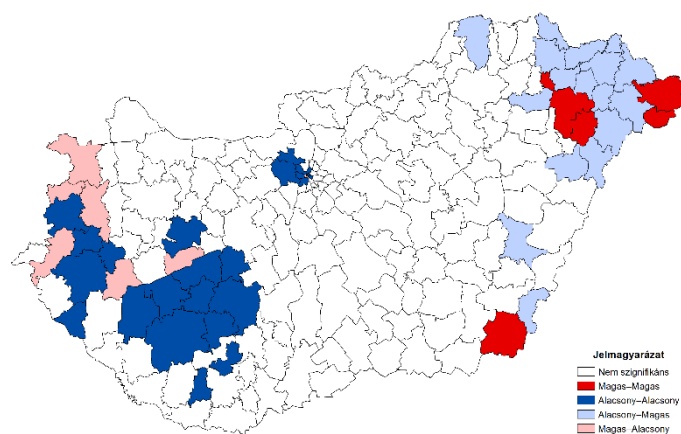 Jelmagyarázat
Nem szignifikáns
Magas–Magas
Alacsony–Alacsony
Alacsony–Magas
Magas–Alacsony